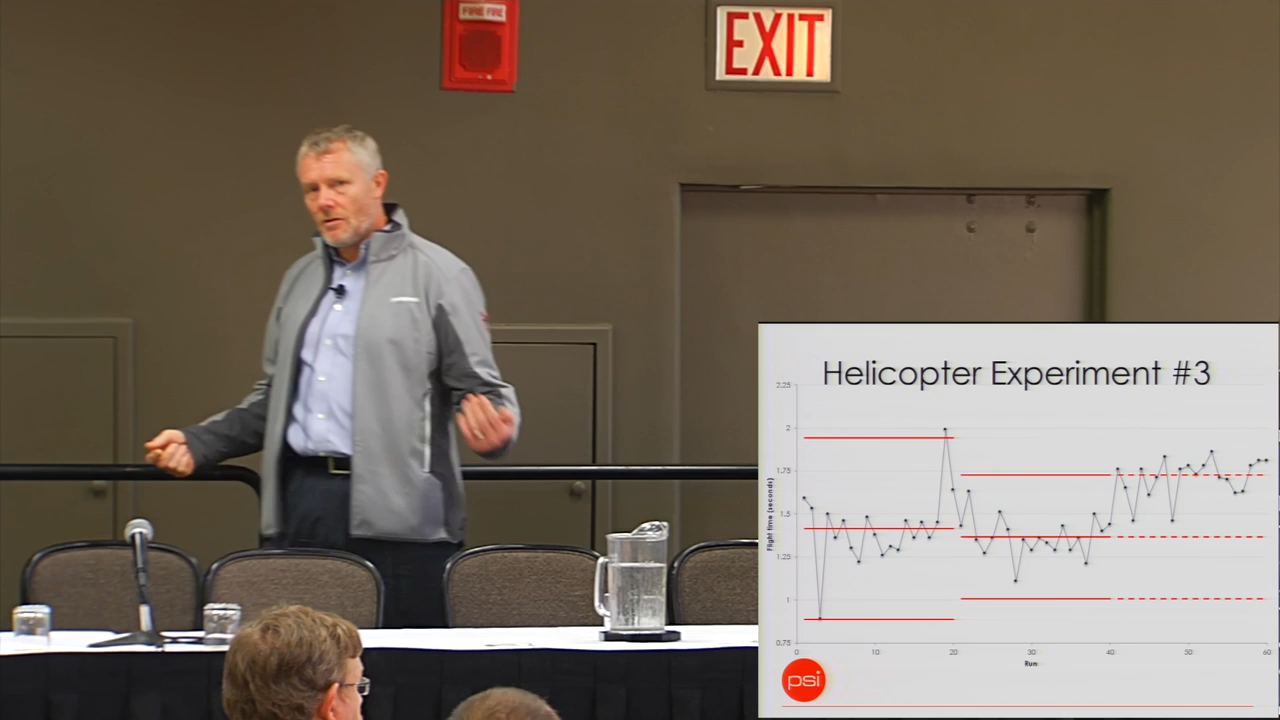 FIRE FIRE
EXIT
Helicopter Experiment #3
2.25
2
1.75
1.5
1.25
1
0.75
Flight time (seconds)
0 10 20 30 40 50 60
Run
psi